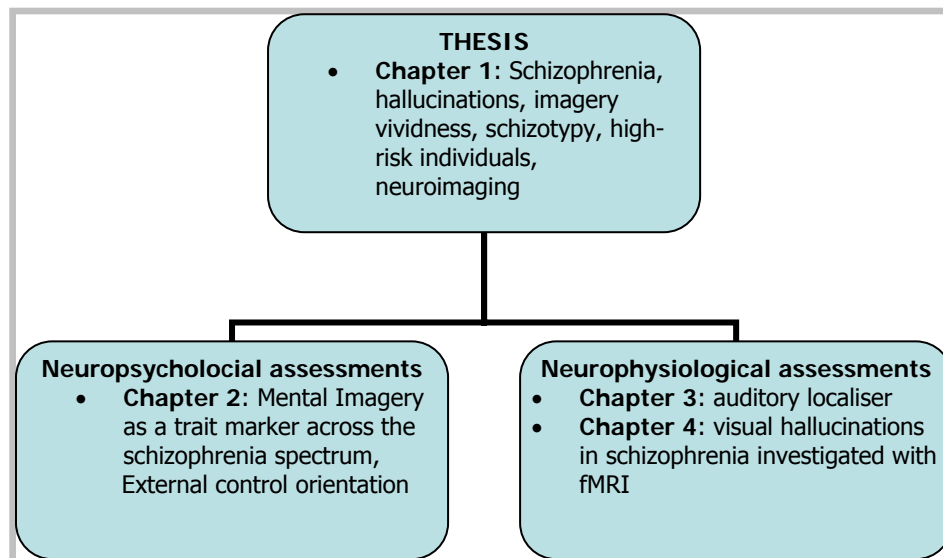 THESIS
• Chapter 1: Schizophrenia,
hallucinations, imagery
vividness, schizotypy, high-
risk individuals,
neuroimaging
Neuropsycholocial assessments
• Chapter 2: Mental Imagery
as a trait marker across the
schizophrenia spectrum,
External control orientation
Neurophysiological assessments
• Chapter 3: auditory localiser
• Chapter 4: visual hallucinations
in schizophrenia investigated with
fMRI